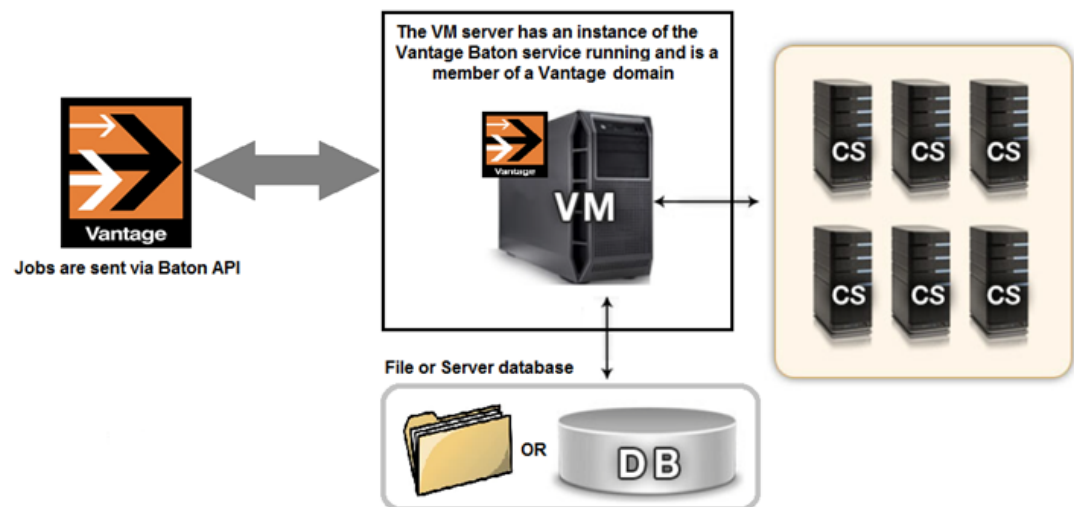 The VM server has an instance of the
Vantage Baton service running and is a
member of a Vantage domain
Vantage
Jobs are sent via Baton API
Vantage
VM
CS CS CS
CS CS CS
File or Server database
OR
DB